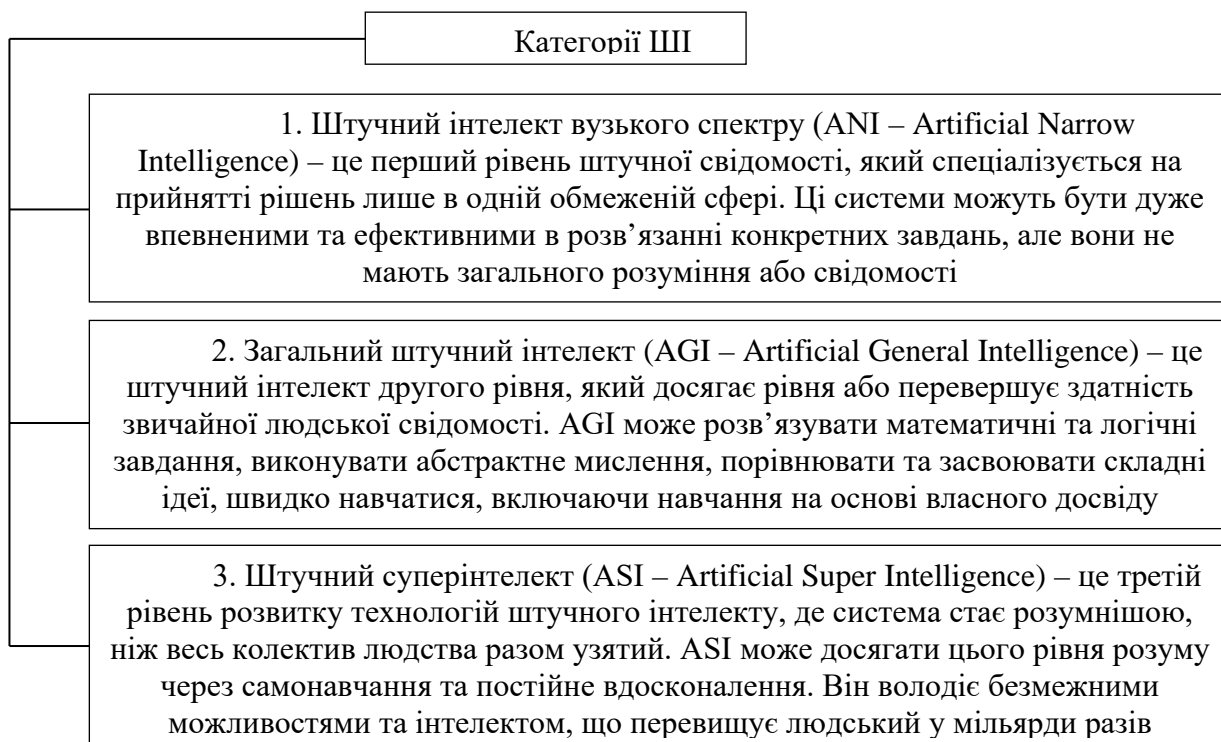 Категорії ШІ
1. Штучний інтелект вузького спектру (ANI – Artificial Narrow
Intelligence) – це перший рівень штучної свідомості, який спеціалізується на
прийнятті рішень лише в одній обмеженій сфері. Ці системи можуть бути дуже
впевненими та ефективними в розв’язанні конкретних завдань, але вони не
мають загального розуміння або свідомості
2. Загальний штучний інтелект (AGI – Artificial General Intelligence) – це
штучний інтелект другого рівня, який досягає рівня або перевершує здатність
звичайної людської свідомості. AGI може розв’язувати математичні та логічні
завдання, виконувати абстрактне мислення, порівнювати та засвоювати складні
ідеї, швидко навчатися, включаючи навчання на основі власного досвіду
3. Штучний суперінтелект (ASI – Artificial Super Intelligence) – це третій
рівень розвитку технологій штучного інтелекту, де система стає розумнішою,
ніж весь колектив людства разом узятий. ASI може досягати цього рівня розуму
через самонавчання та постійне вдосконалення. Він володіє безмежними
можливостями та інтелектом, що перевищує людський у мільярди разів